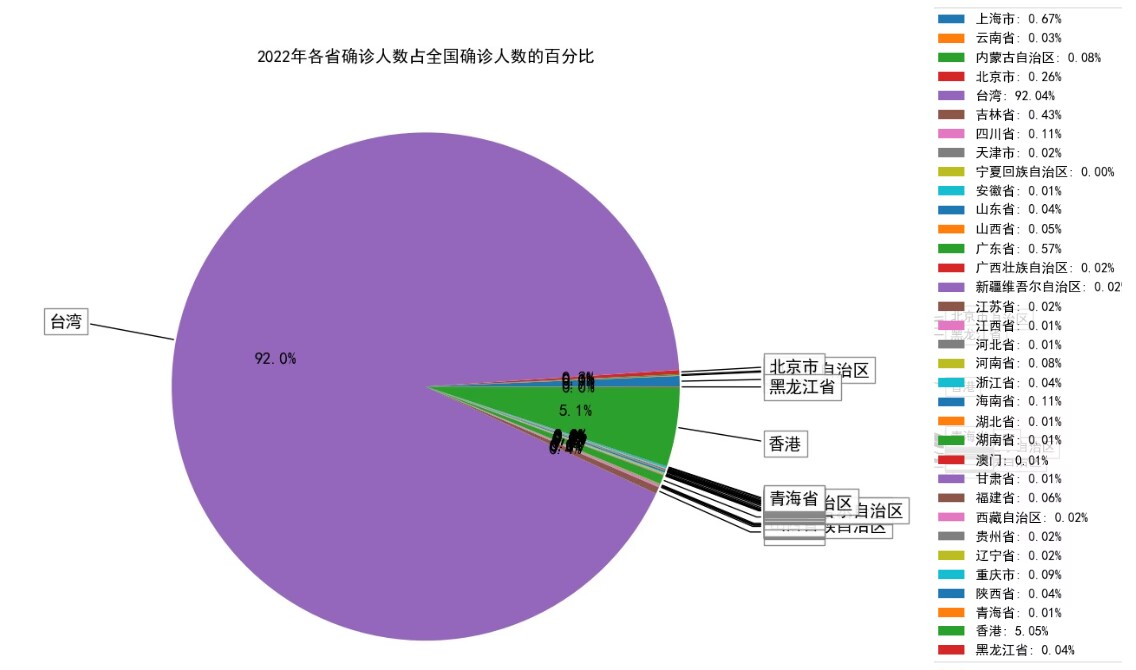 2022年各省确诊人数占全国确诊人数的百分比
台湾
92.0%
北京市
自治区
黑龙江省
5.1%
香港
青海省
治区
自治区
上海市: 0.67%
云南省: 0.03%
内蒙古自治区: 0.08%
北京市: 0.26%
台湾: 92.04%
吉林省: 0.43%
四川省: 0.11%
天津市: 0.02%
宁夏回族自治区: 0.00%
安徽省: 0.01%
山东省: 0.04%
山西省: 0.05%
广东省: 0.57%
广西壮族自治区: 0.02%
新疆维吾尔自治区: 0.02
江苏省: 0.02%
江西省: 0.01%
河北省: 0.01%
河南省: 0.08%
浙江省: 0.04%
海南省: 0.11%
湖北省: 0.01%
湖南省: 0.01%
澳门: 0.01%
甘肃省: 0.01%
福建省: 0.06%
西藏自治区: 0.02%
贵州省: 0.02%
辽宁省: 0.02%
重庆市: 0.09%
陕西省: 0.04%
青海省: 0.01%
香港: 5.05%
黑龙江省: 0.04%